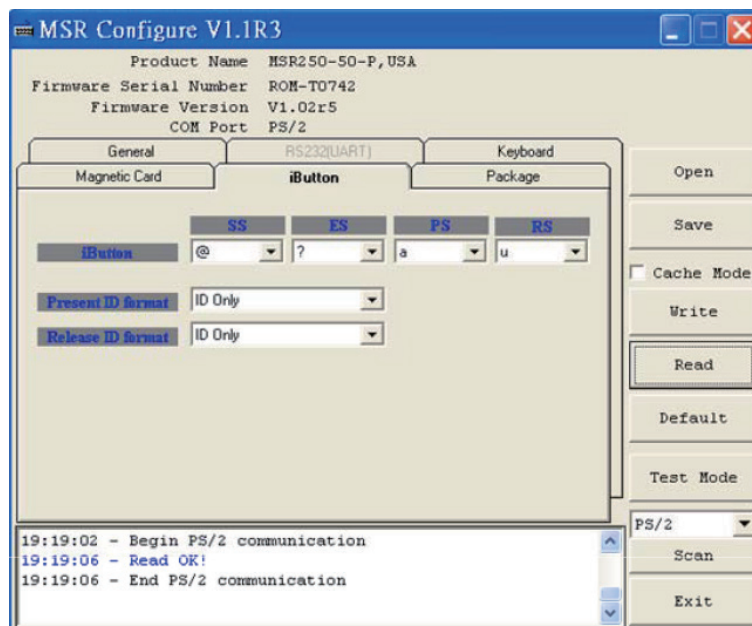 MSR Configure V1.1R3
Product Name MSR250-50-P,USA
Firmware Serial Number ROM-T0742
Firmware Version V1.02r5
COM Port PS/2
General RS232(UART) Keyboard
Magnetic Card iButton Package
SS ES PS RS
iButton @ ? a u
Present ID format ID Only
Release ID format ID Only
Open
Save
Cache Mode
Write
Read
Default
Test Mode
PS/2
Scan
Exit
19:19:02 - Begin PS/2 communication
19:19:06 - Read OK!
19:19:06 - End PS/2 communication